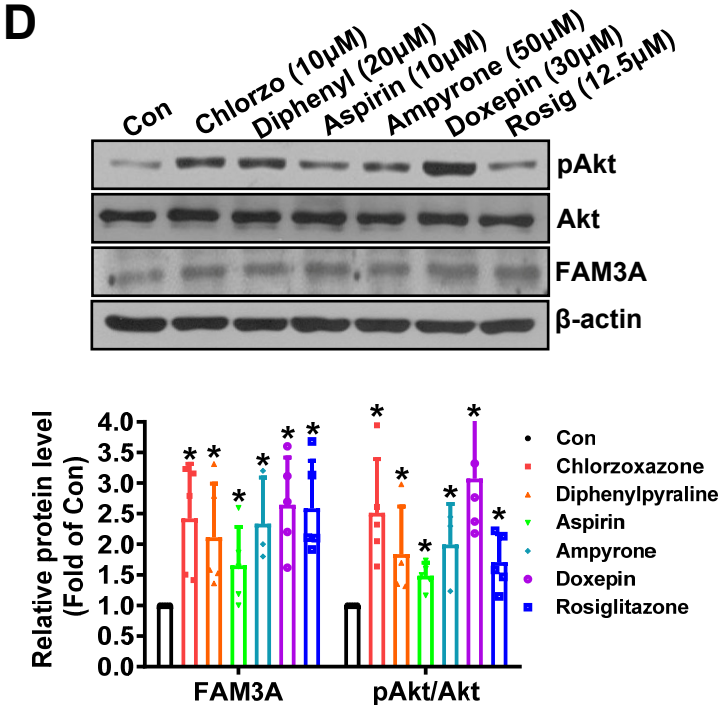 D
Con
Chlorzo (10μM)
Diphenyl (20μM)
Aspirin (10μM)
Ampyrone (50μM)
Doxepin (30μM)
Rosig (12.5μM)
pAkt
Akt
FAM3A
β-actin
Relative protein level
(Fold of Con)
4.0
3.5
3.0
2.5
2.0
1.5
1.0
0.5
0.0
* * * * * *
* * * * * *
FAM3A
pAkt/Akt
Con
Chlorzoxazone
Diphenylpyraline
Aspirin
Ampyrone
Doxepin
Rosiglitazone